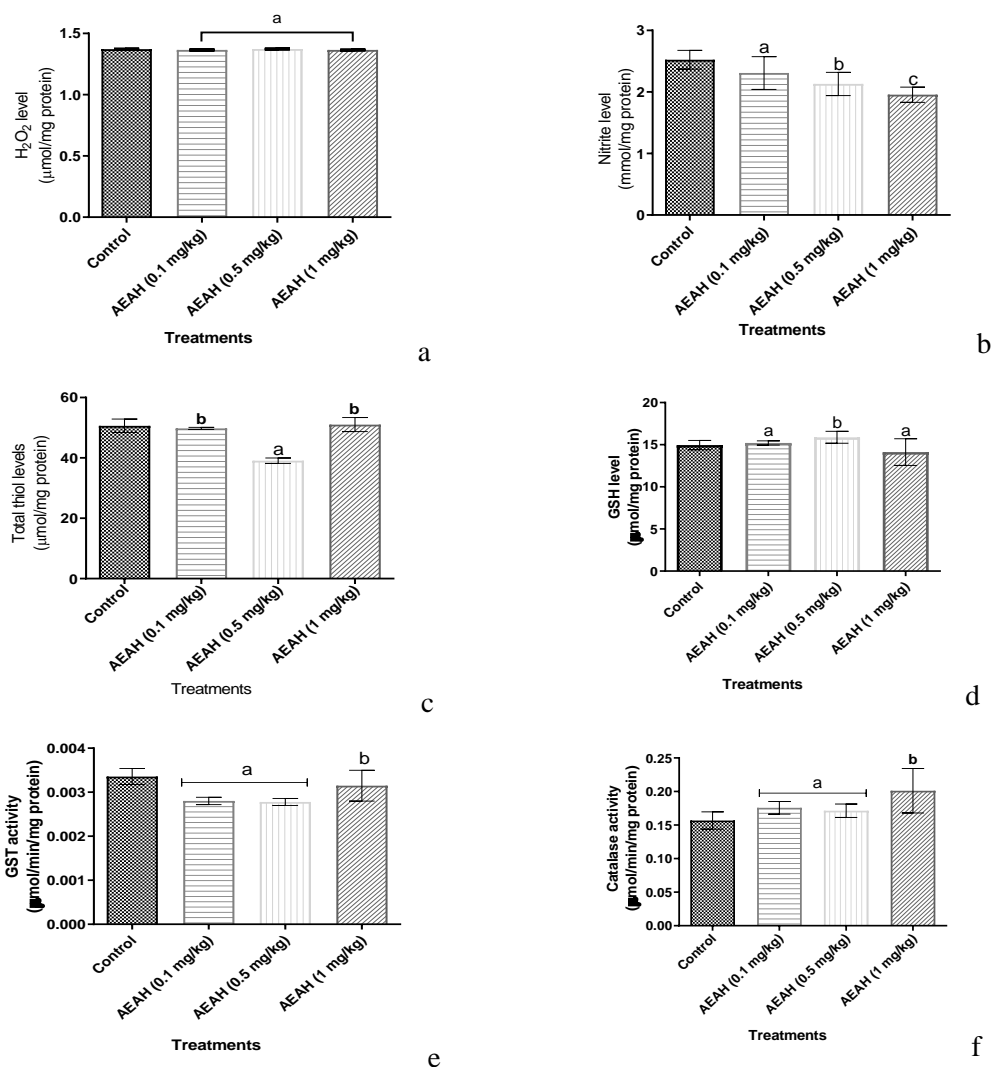 a
1.5
1.0
0.5
0.0
H2O2 level
(μmol/mg protein)
Control
AEAH (0.1 mg/kg)
AEAH (0.5 mg/kg)
AEAH (1 mg/kg)
Treatments
a
3
2
1
0
Nitrite level
(mmol/mg protein)
a
b
c
Control
AEAH (0.1 mg/kg)
AEAH (0.5 mg/kg)
AEAH (1 mg/kg)
Treatments
b
60
40
20
0
Total thiol levels
(μmol/mg protein)
b
a
b
Control
AEAH (0.1 mg/kg)
AEAH (0.5 mg/kg)
AEAH (1 mg/kg)
Treatments
c
20
15
10
5
0
GSH level
(μmol/mg protein)
a
b
a
Control
AEAH (0.1 mg/kg)
AEAH (0.5 mg/kg)
AEAH (1 mg/kg)
Treatments
d
0.004
0.003
0.002
0.001
0.000
GST activity
(μmol/min/mg protein)
a
b
Control
AEAH (0.1 mg/kg)
AEAH (0.5 mg/kg)
AEAH (1 mg/kg)
Treatments
e
0.25
0.20
0.15
0.10
0.05
0.00
Catalase activity
(μmol/min/mg protein)
a
b
Control
AEAH (0.1 mg/kg)
AEAH (0.5 mg/kg)
AEAH (1 mg/kg)
Treatments
f